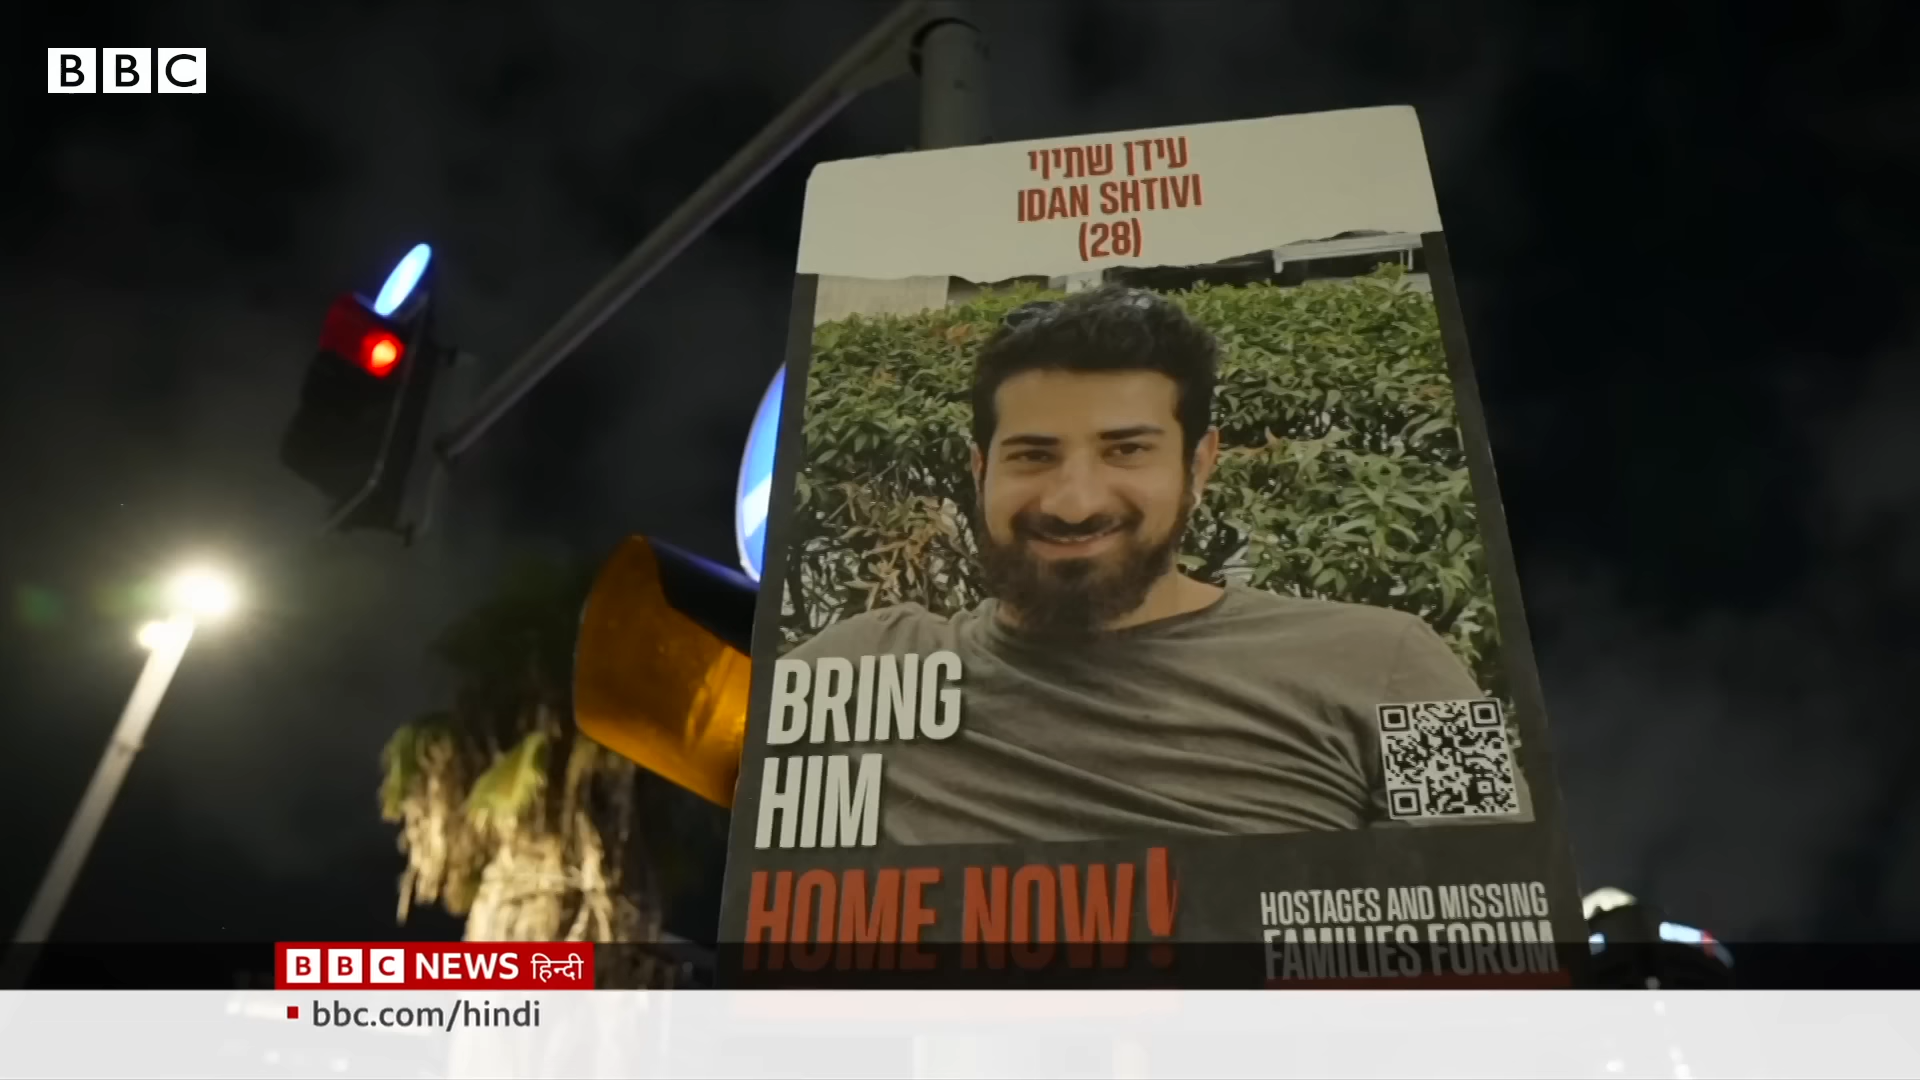 BBC
עידן שתיוי
IDAN SHTIVI
(28)
BRING
HIM
HOME NOW!
HOSTAGES AND MISSING
FAMILIES FORUM
BBC NEWS हिन्दी
bbc.com/hindi